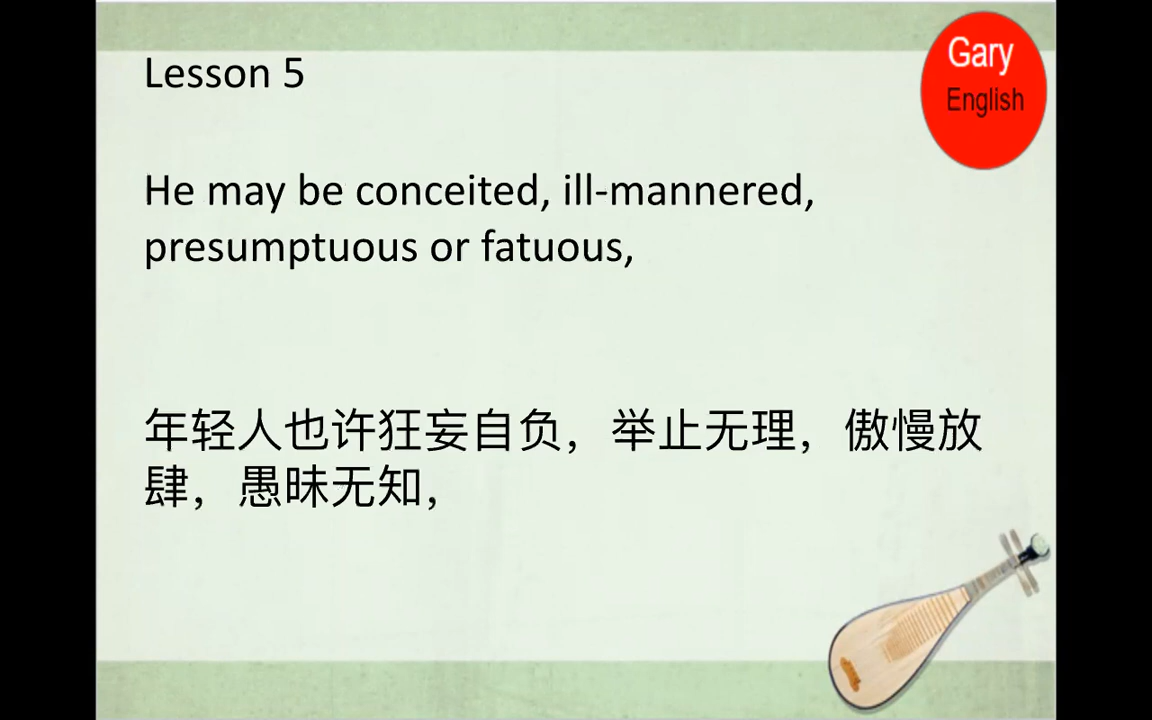 Lesson 5
Gary
English
He may be conceited, ill-mannered,
presumptuous or fatuous,
年轻人也许狂妄自负，举止无理，傲慢放
肆，愚昧无知，